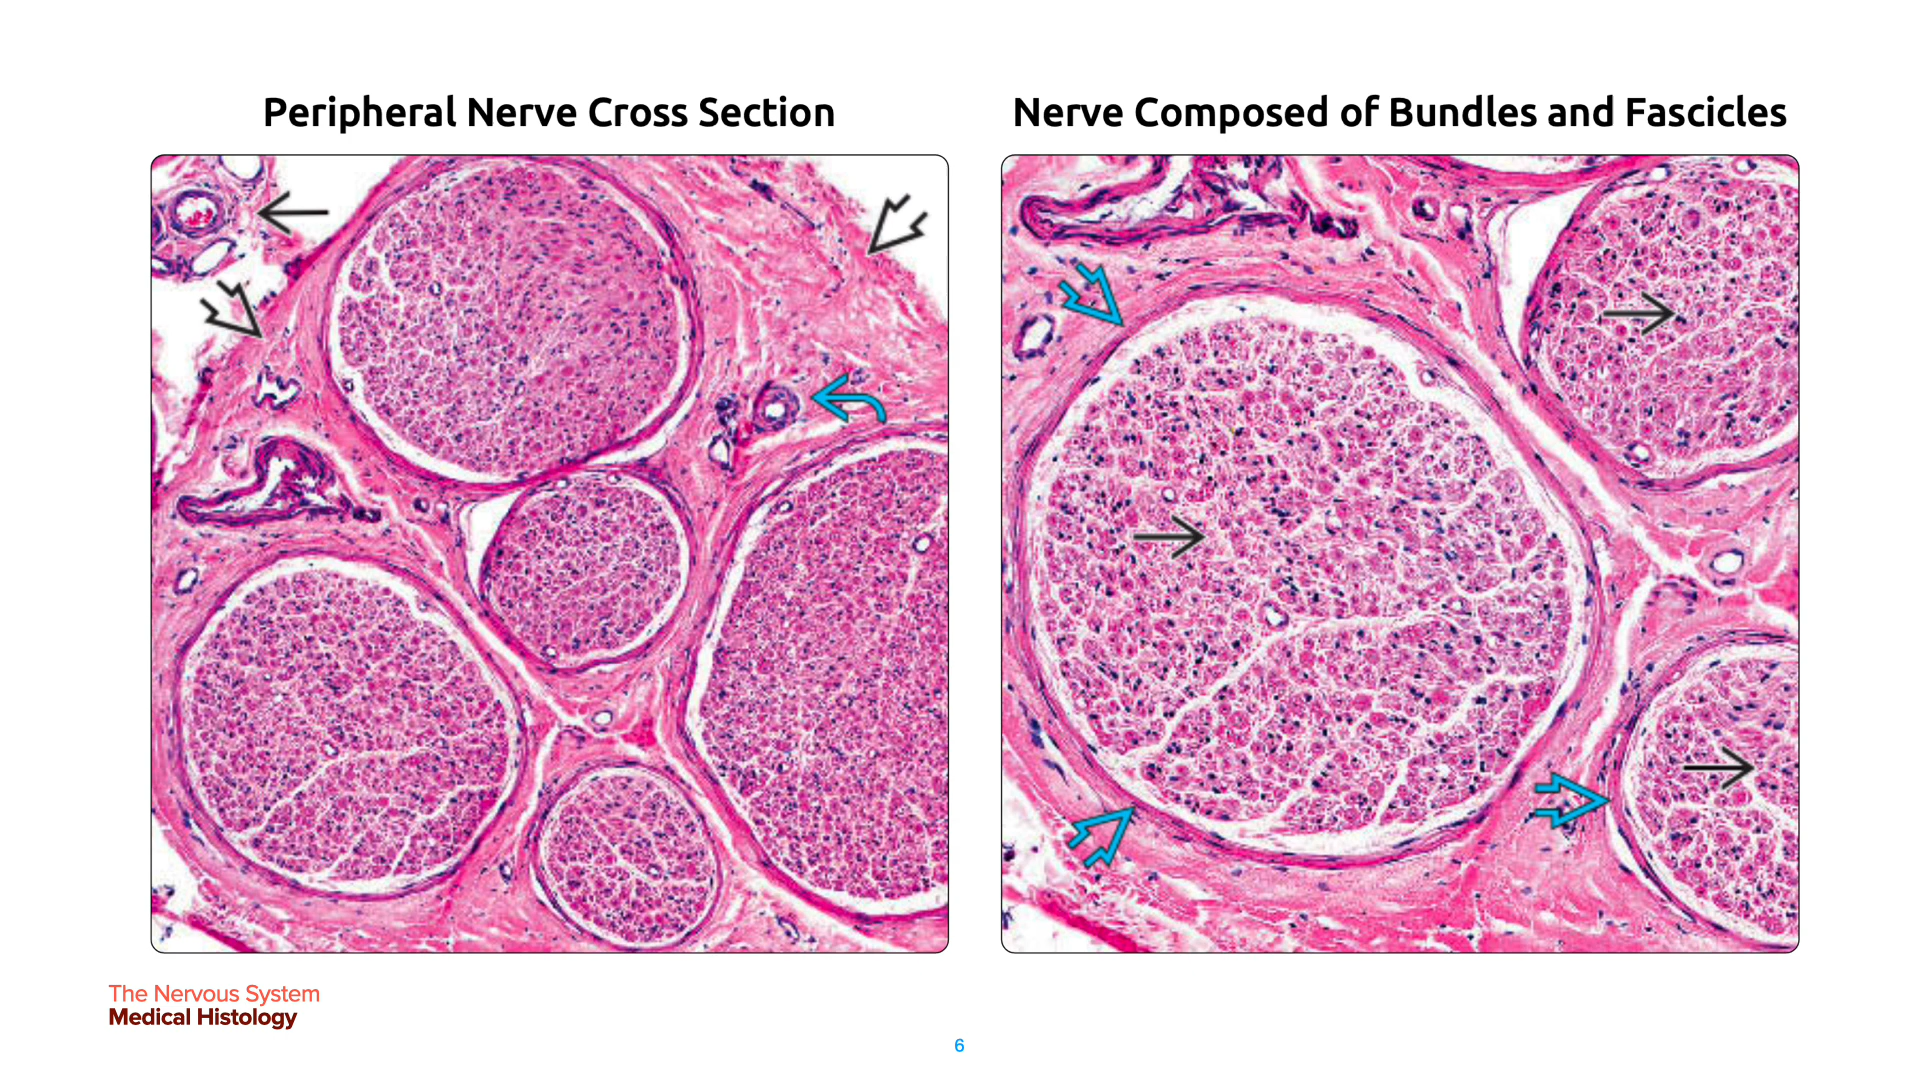 Peripheral Nerve Cross Section
Nerve Composed of Bundles and Fascicles
The Nervous System
Medical Histology
6